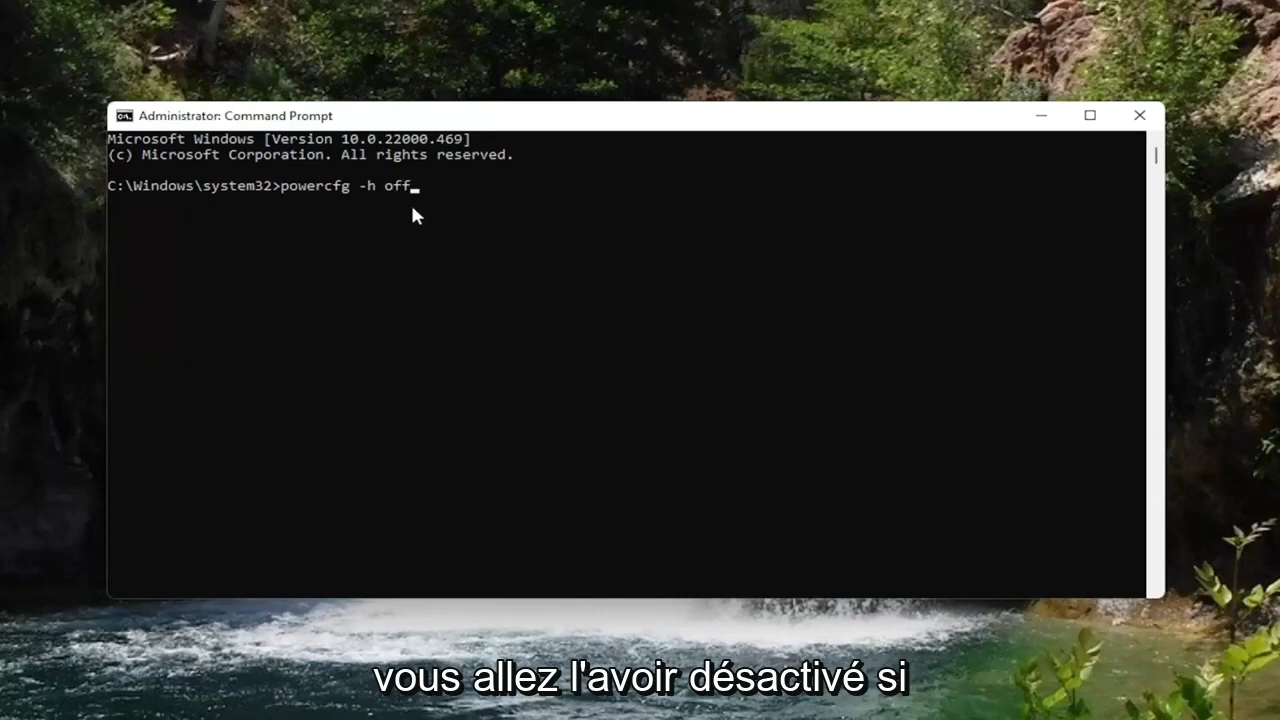 Administrator: Command Prompt
Microsoft Windows [Version 10.0.22000.469]
(c) Microsoft Corporation. All rights reserved.
C:\Windows\system32>powercfg -h off_
vous allez l'avoir désactivé si